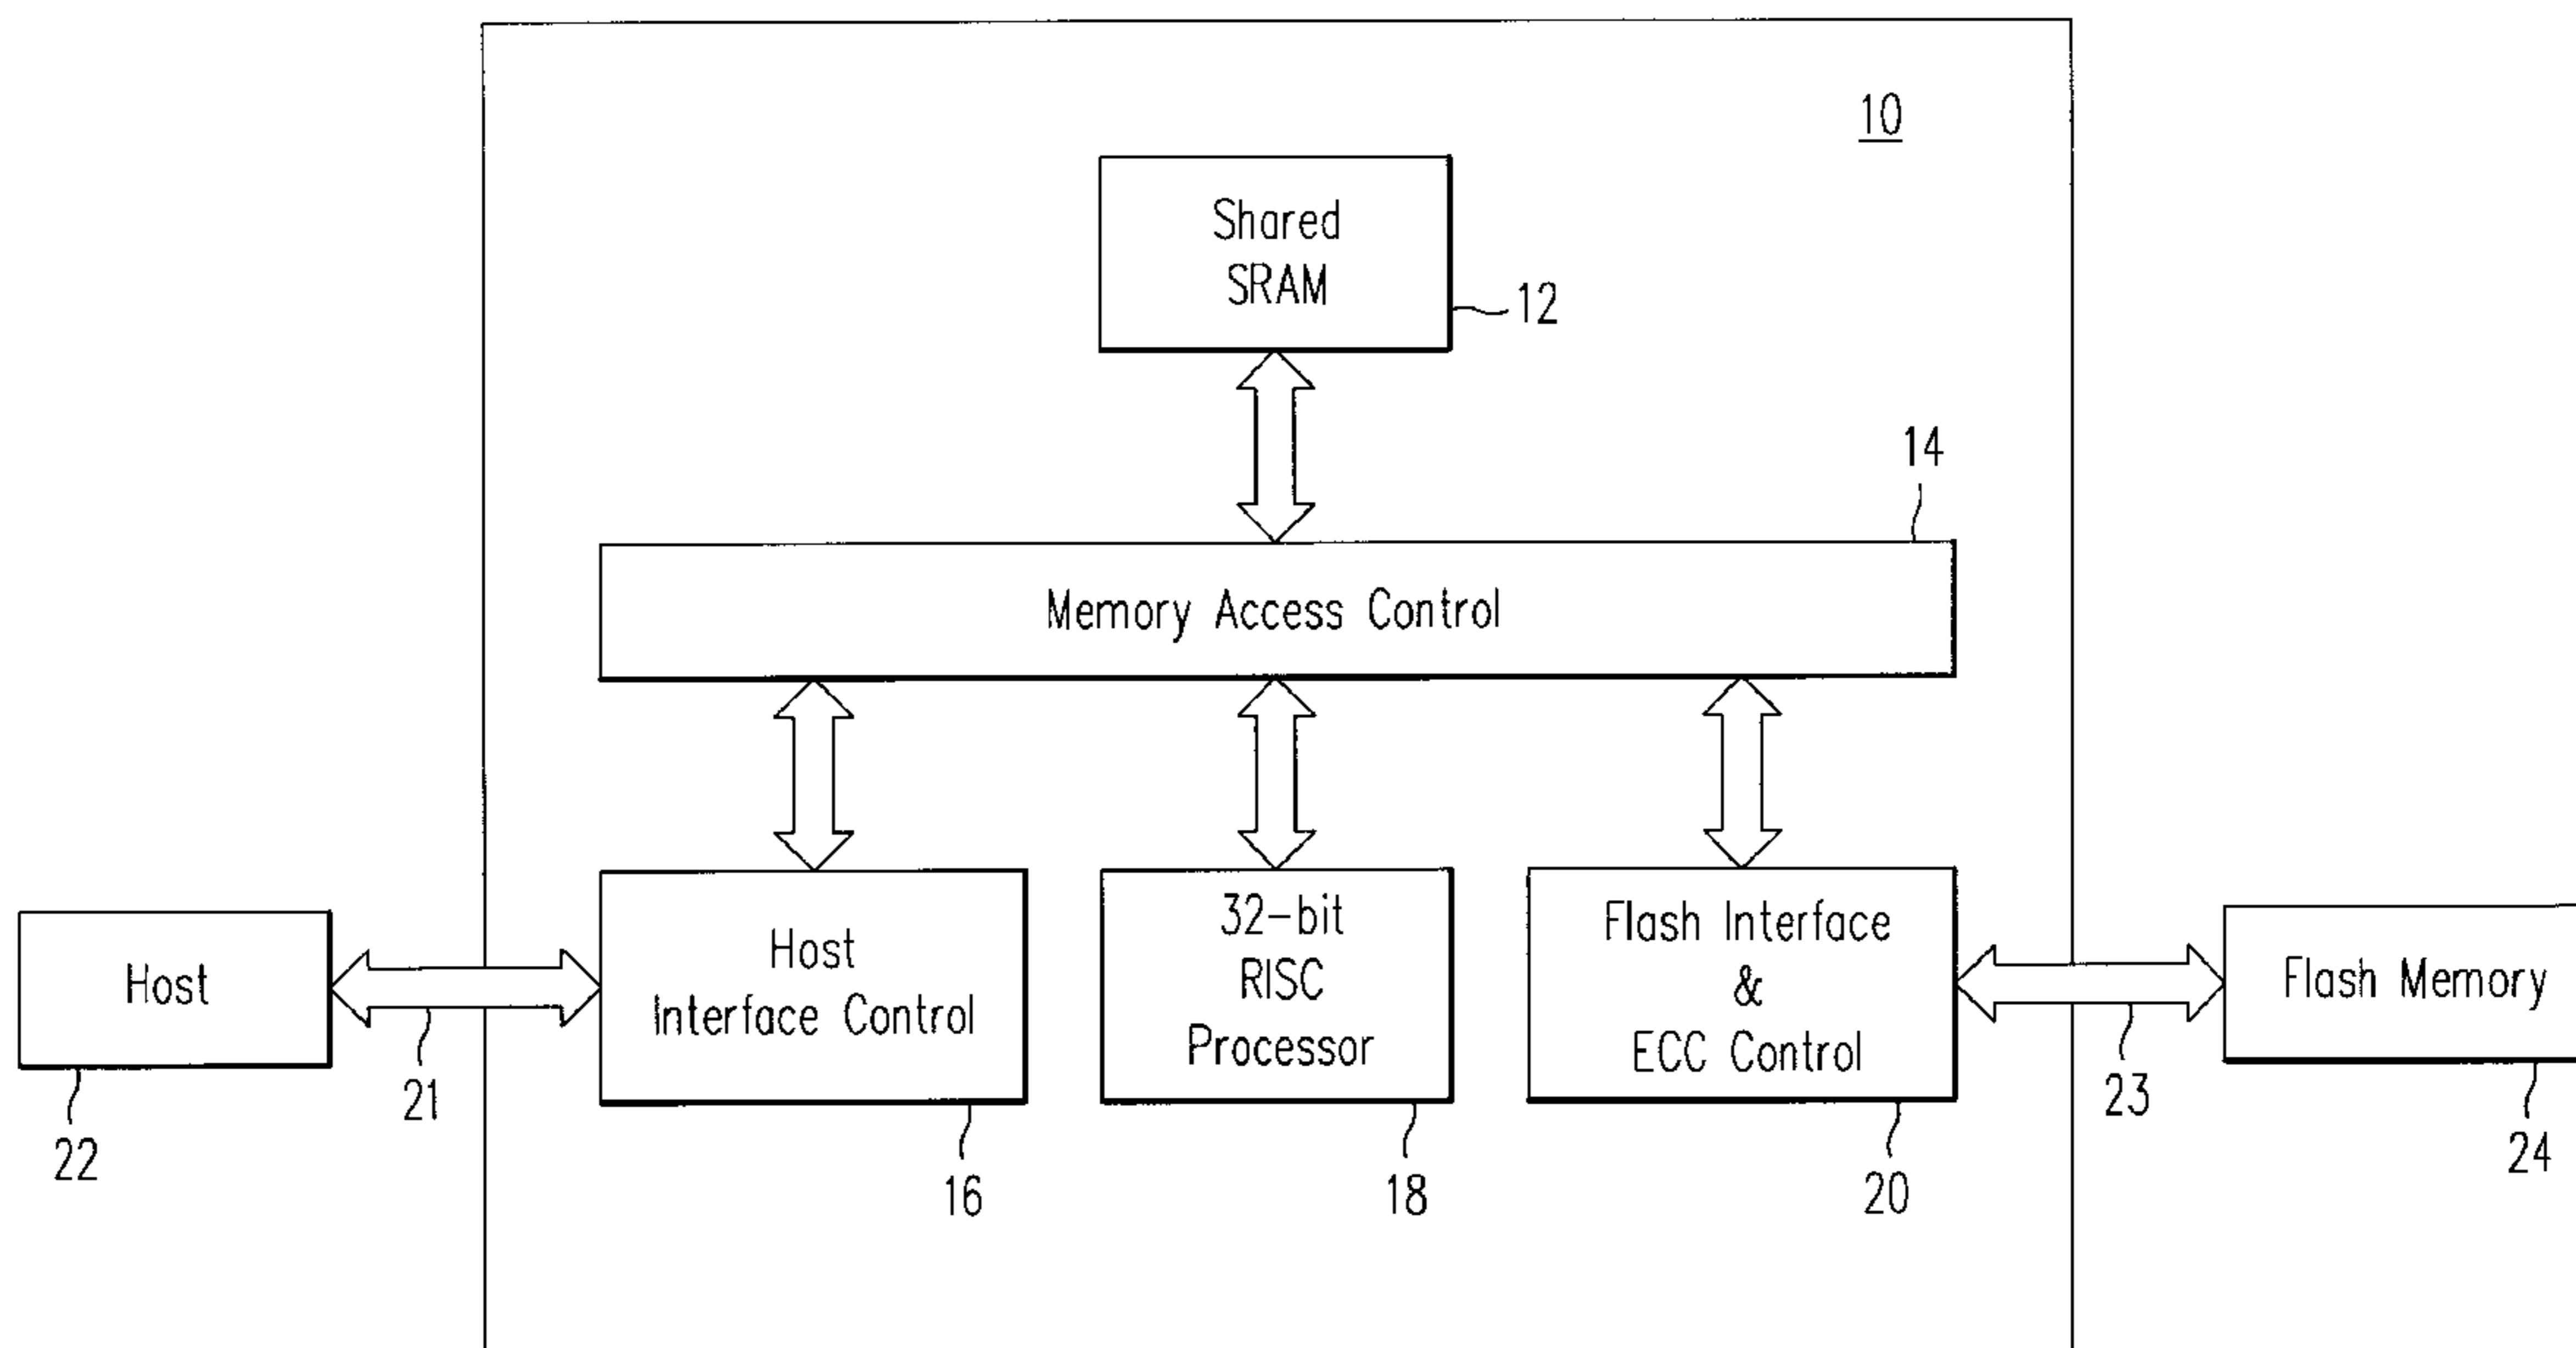 10
Shared
SRAM
12
14
Memory Access Control
Host
Host
Interface Control
32-bit
RISC
Processor
Flash Interface
&
ECC Control
Flash Memory
22
21
16
18
20
23
24